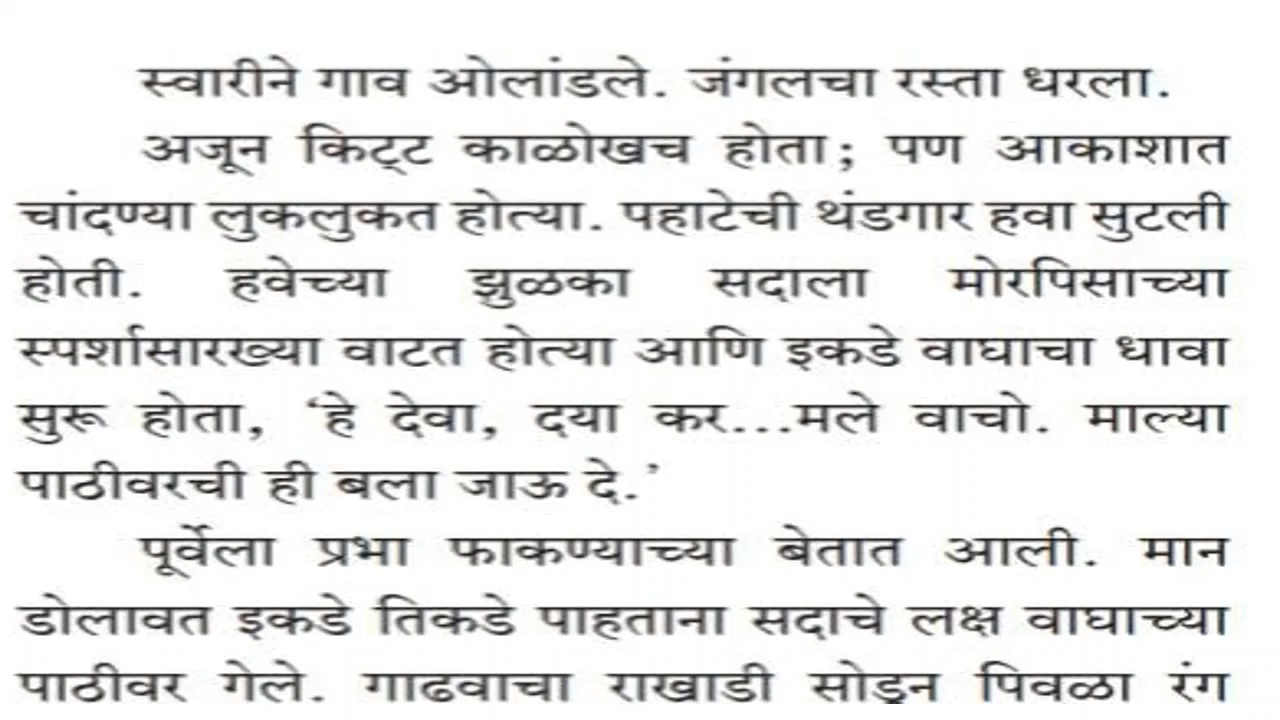 स्वारीने गाव ओलांडले. जंगलचा रस्ता धरला.
अजून किट्ट काळोखच होता; पण आकाशात
चांदण्या लुकलुकत होत्या. पहाटेची थंडगार हवा सुटली
होती. हवेच्या झुळका सदाला मोरपिसाच्या
स्पर्शासारख्या वाटत होत्या आणि इकडे वाघाचा धावा
सुरू होता, ‘हे देवा, दया कर...मले वाचो. माल्या
पाठीवरची ही बला जाऊ दे.’
पूर्वेला प्रभा फाकण्याच्या बेतात आली. मान
डोलावत इकडे तिकडे पाहताना सदाचे लक्ष वाघाच्या
पाठीवर गेले. गाढवाचा राखाडी सोडून पिवळा रंग